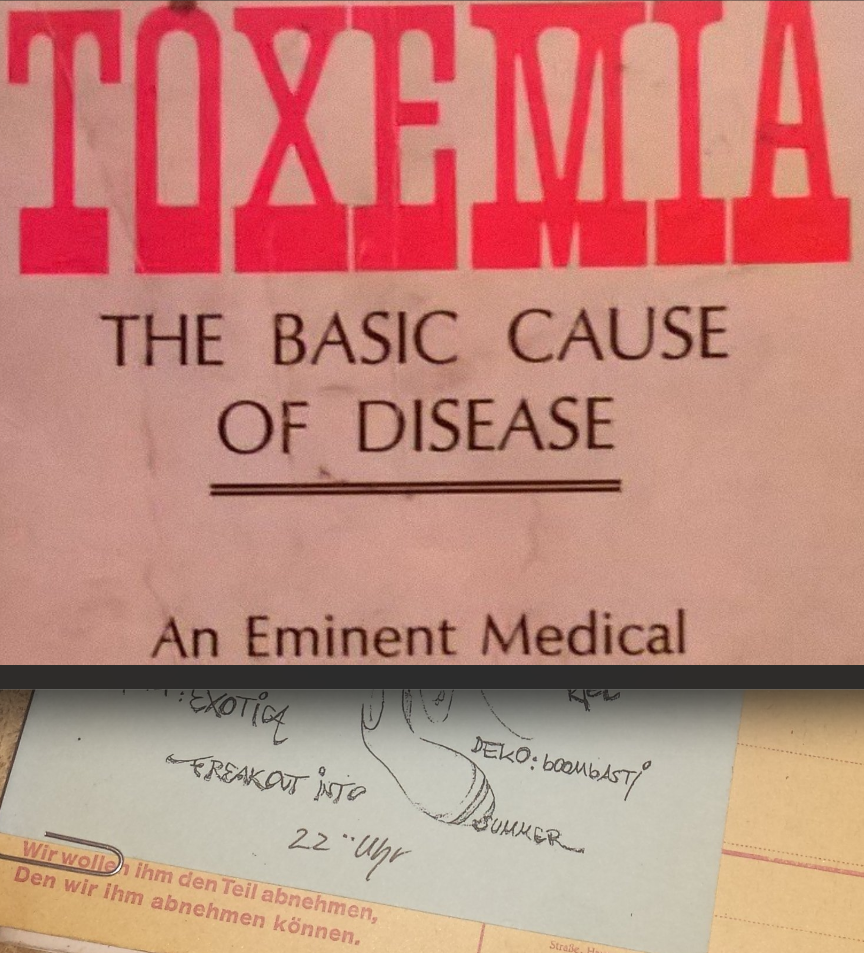 TOXEMIA
THE BASIC CAUSE
OF DISEASE
An Eminent Medical
: EXOTICA
DEKO: bOOMbASTi
FREAKOUT iNTO
SUMMER
22 °° Uhr
Wir wollen ihm den Teil abnehmen,
Den wir ihm abnehmen können.
Straße, H